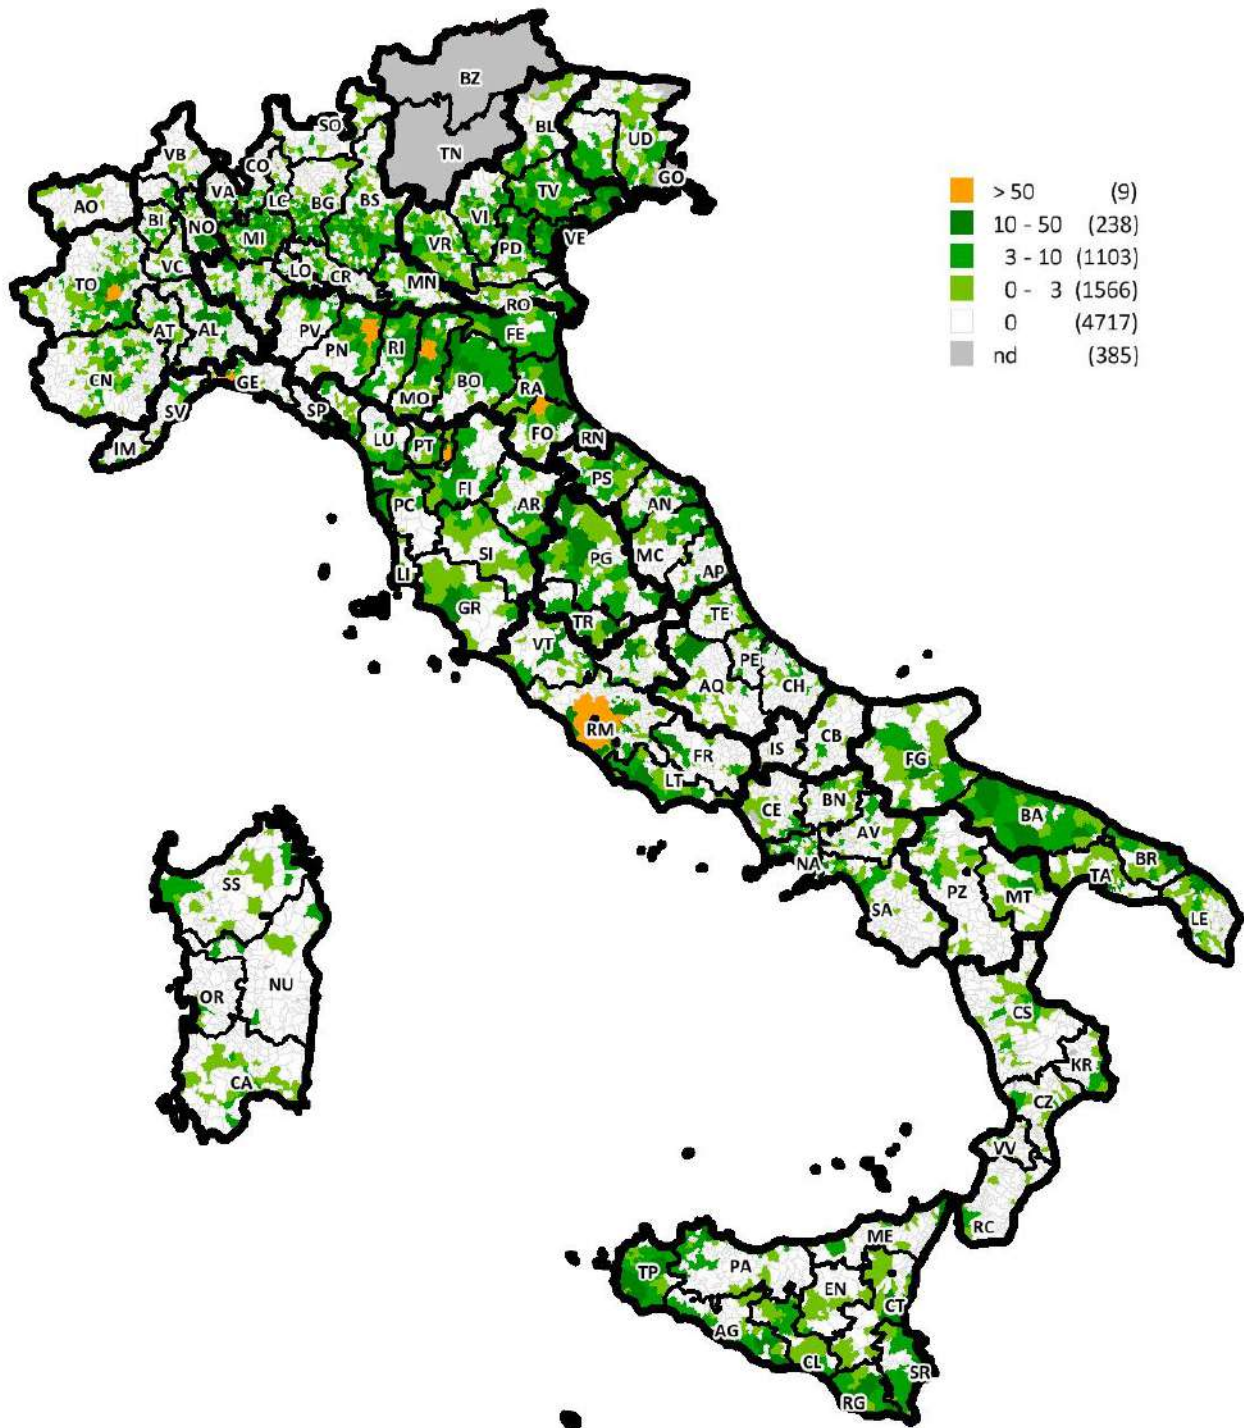 BZ
SO
BL
UD
TN
VB
CO
GO
VA
LC
BG
BS
TV
AO
BI
NO
MI
VI
VR
PD
VE
> 50 (9)
10 - 50 (238)
3 - 10 (1103)
0 - 3 (1566)
0 (4717)
nd (385)
TO
VC
LO
CR
MN
RO
AT
AL
PV
PN
RI
FE
CN
GE
MO
BO
RA
SV
SP
IM
LU
PT
FO
RN
FI
PS
PC
AR
AN
SI
PG
MC
LI
AP
GR
TR
TE
VT
PE
AQ
CH
RM
IS
CB
FR
FG
LT
CE
BN
BA
AV
NA
BR
TA
SS
SA
PZ
MT
LE
OR
NU
CS
CA
KR
CZ
VV
RC
ME
TP
PA
EN
CT
AG
CL
SR
RG